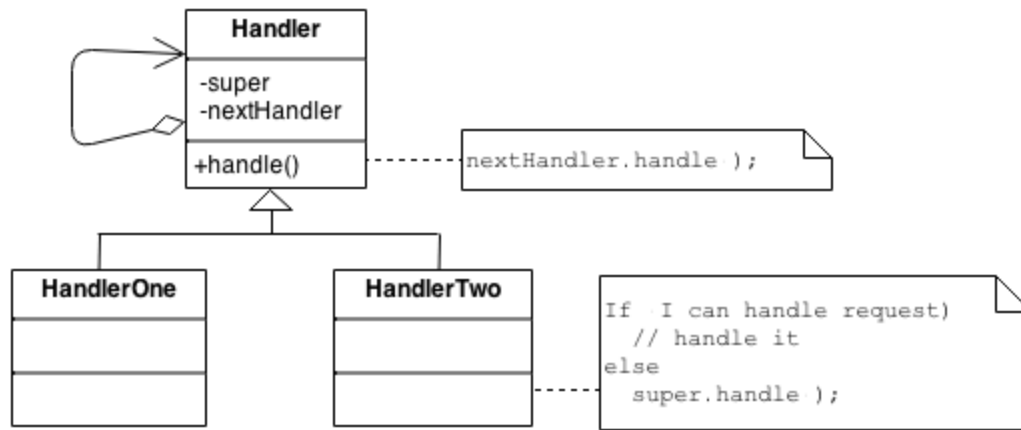 Handler
-super
-nextHandler
+handle()
nextHandler.handle );
HandlerOne
HandlerTwo
If I can handle request)
// handle it
else
super.handle );